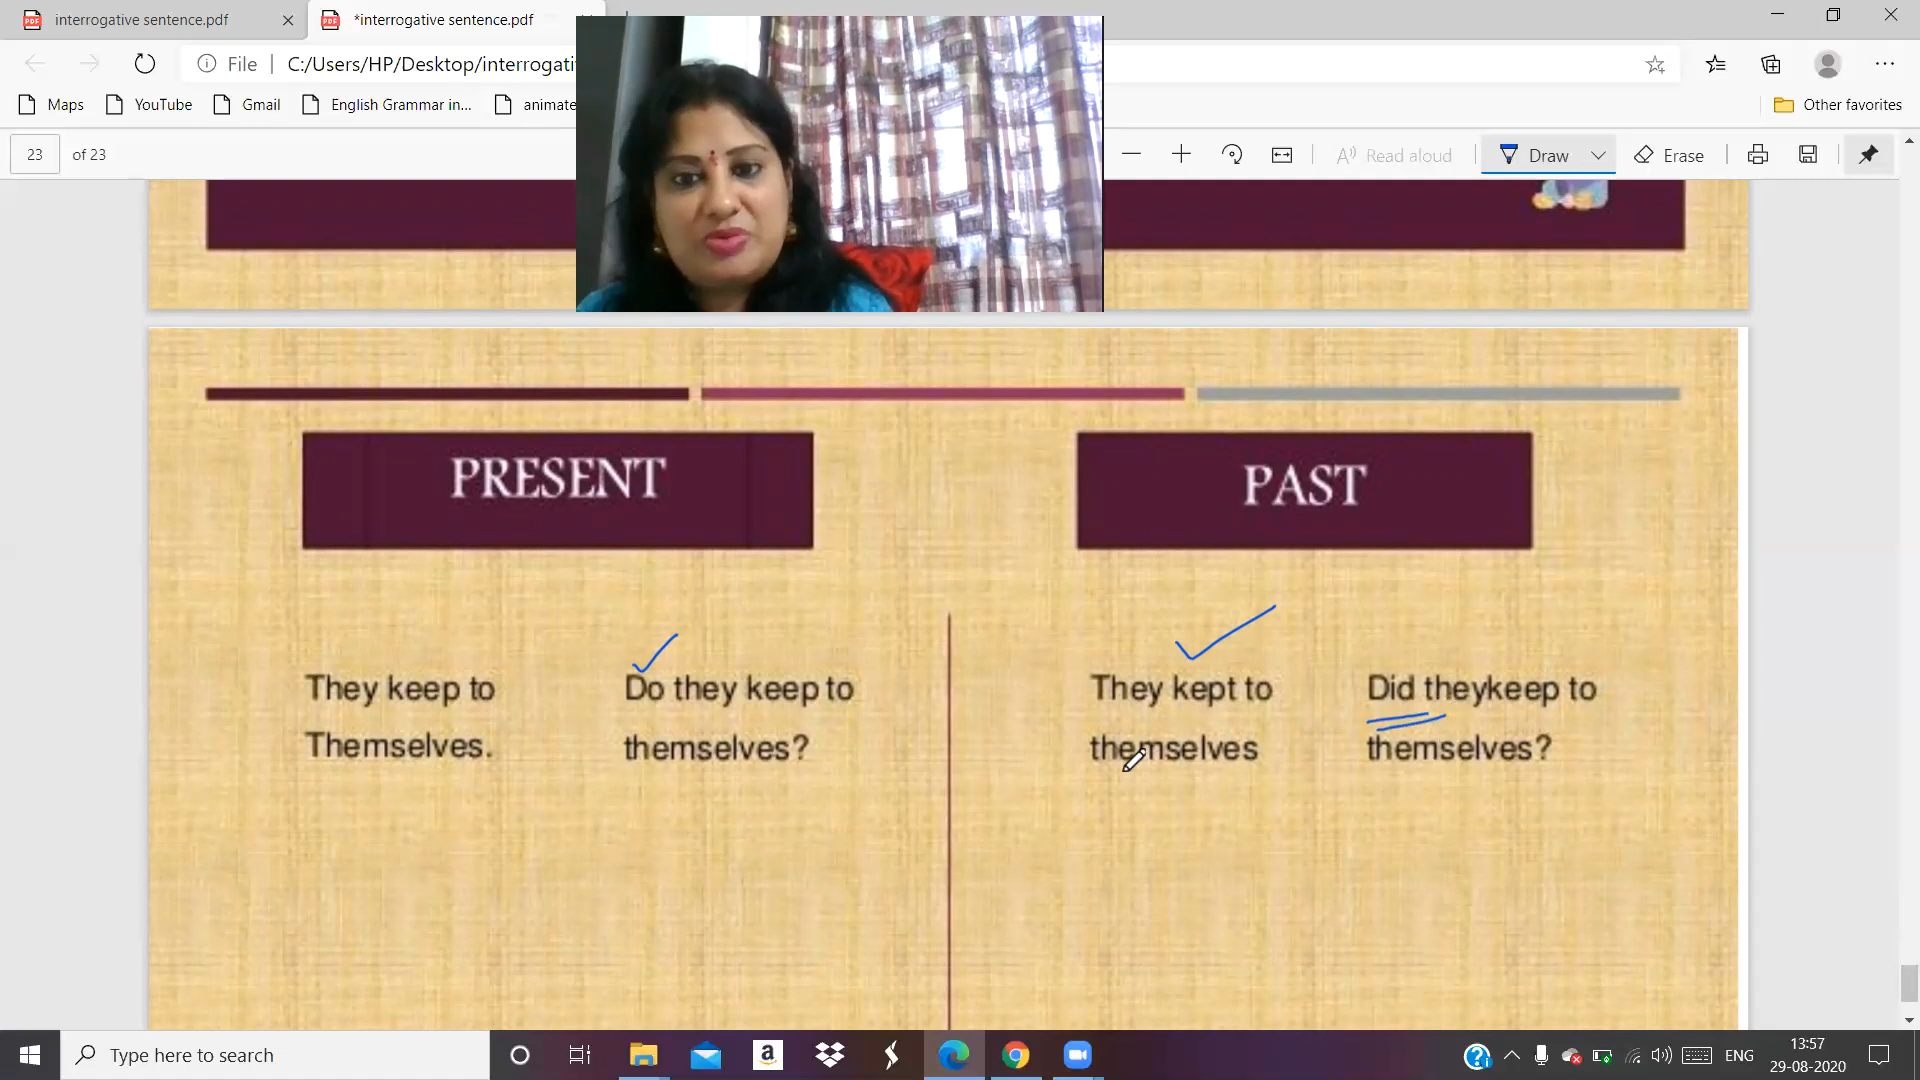 interrogative sentence.pdf
*interrogative sentence.pdf
File
C:/Users/HP/Desktop/interrogati
Maps
YouTube
Gmail
English Grammar in...
animate
Other favorites
23
of 23
Read aloud
Draw
Erase
PRESENT
PAST
They keep to
Themselves.
Do they keep to
themselves?
They kept to
themselves
Did theykeep to
themselves?
Type here to search
ENG
13:57
29-08-2020